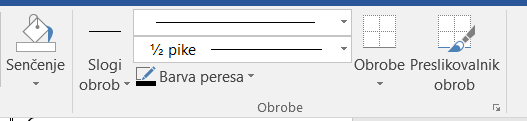 Senčenje
Slogi
obrob
½ pike
Barva peresa
Obrobe
Preslikovalnik
obrob
Obrobe